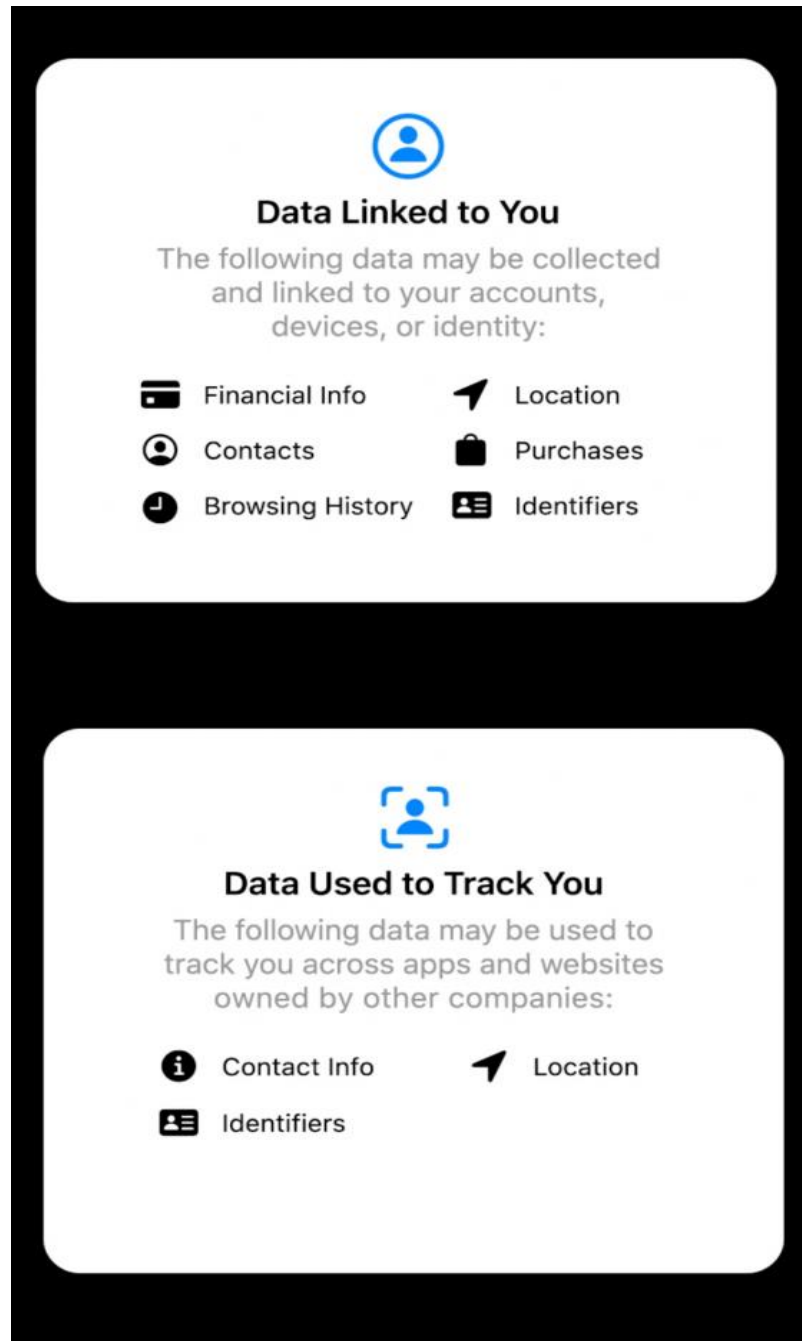 Data Linked to You
The following data may be collected
and linked to your accounts,
devices, or identity:
Financial Info
Location
Contacts
Purchases
Browsing History
Identifiers
Data Used to Track You
The following data may be used to
track you across apps and websites
owned by other companies:
Contact Info
Location
Identifiers